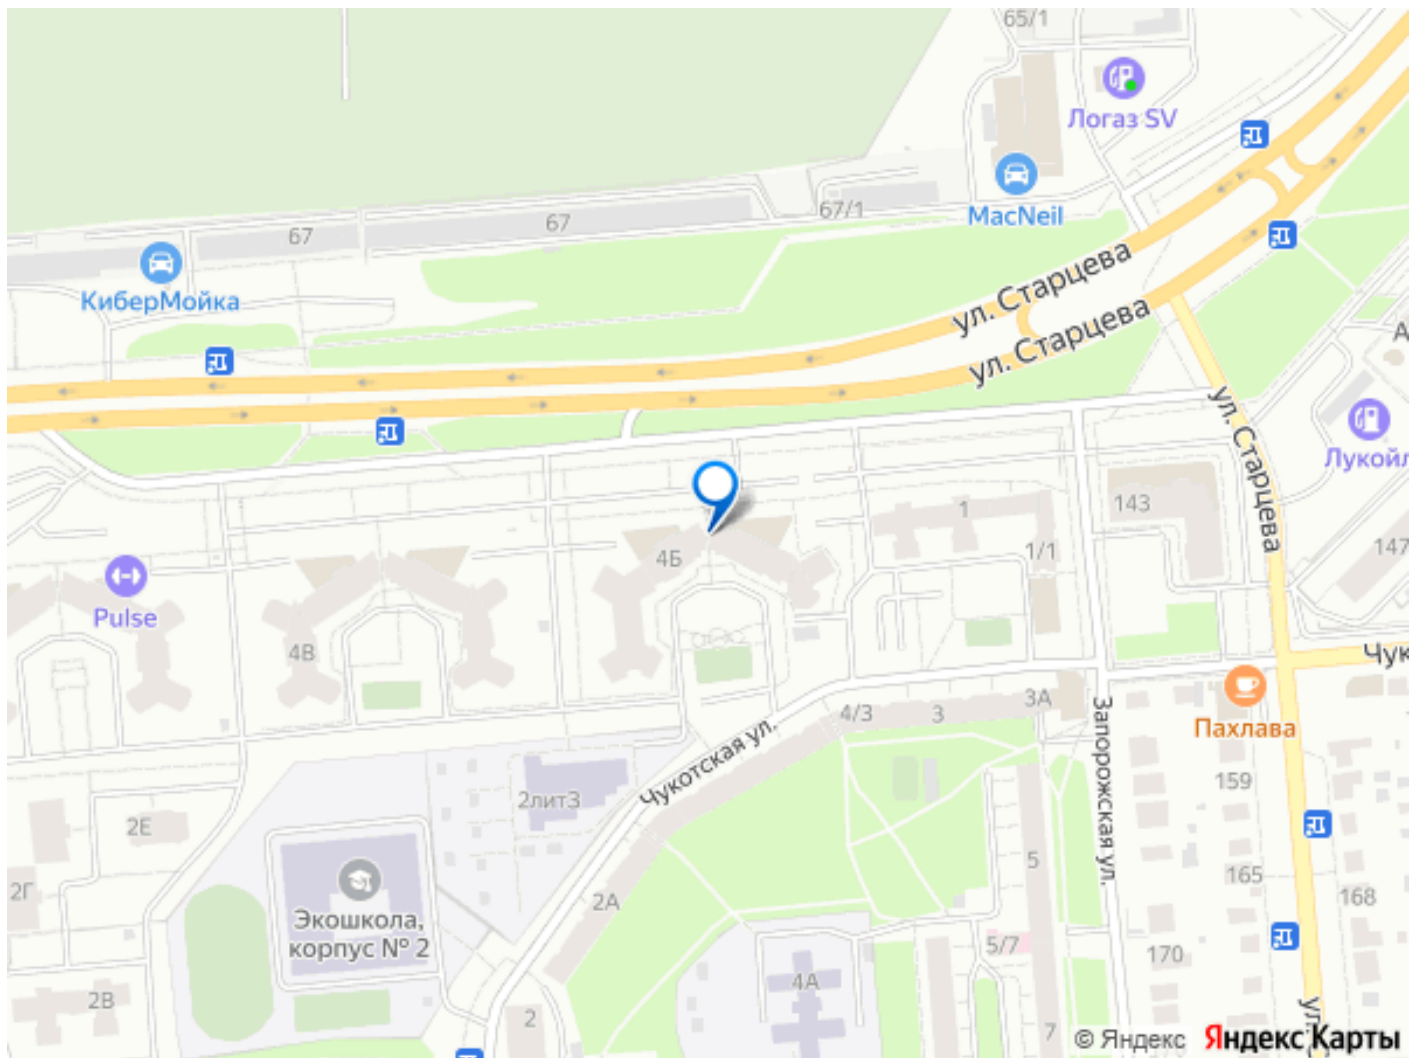 65/1
Логаз SV
MacNeil
67/1
67
67
КиберМойка
ул. Старцева
ул. Старцева
ул. Старцева
Лукойл
143
1
1/1
147
4Б
Pulse
4В
Чук
Пахлава
3А
3
4/3
Чукотская ул.
Запорожская ул.
159
2лит3
2Е
2Г
5
165
168
2А
Экошкола,
корпус № 2
5/7
170
4А
2В
2
7
ул.
© Яндекс
Яндекс Карты